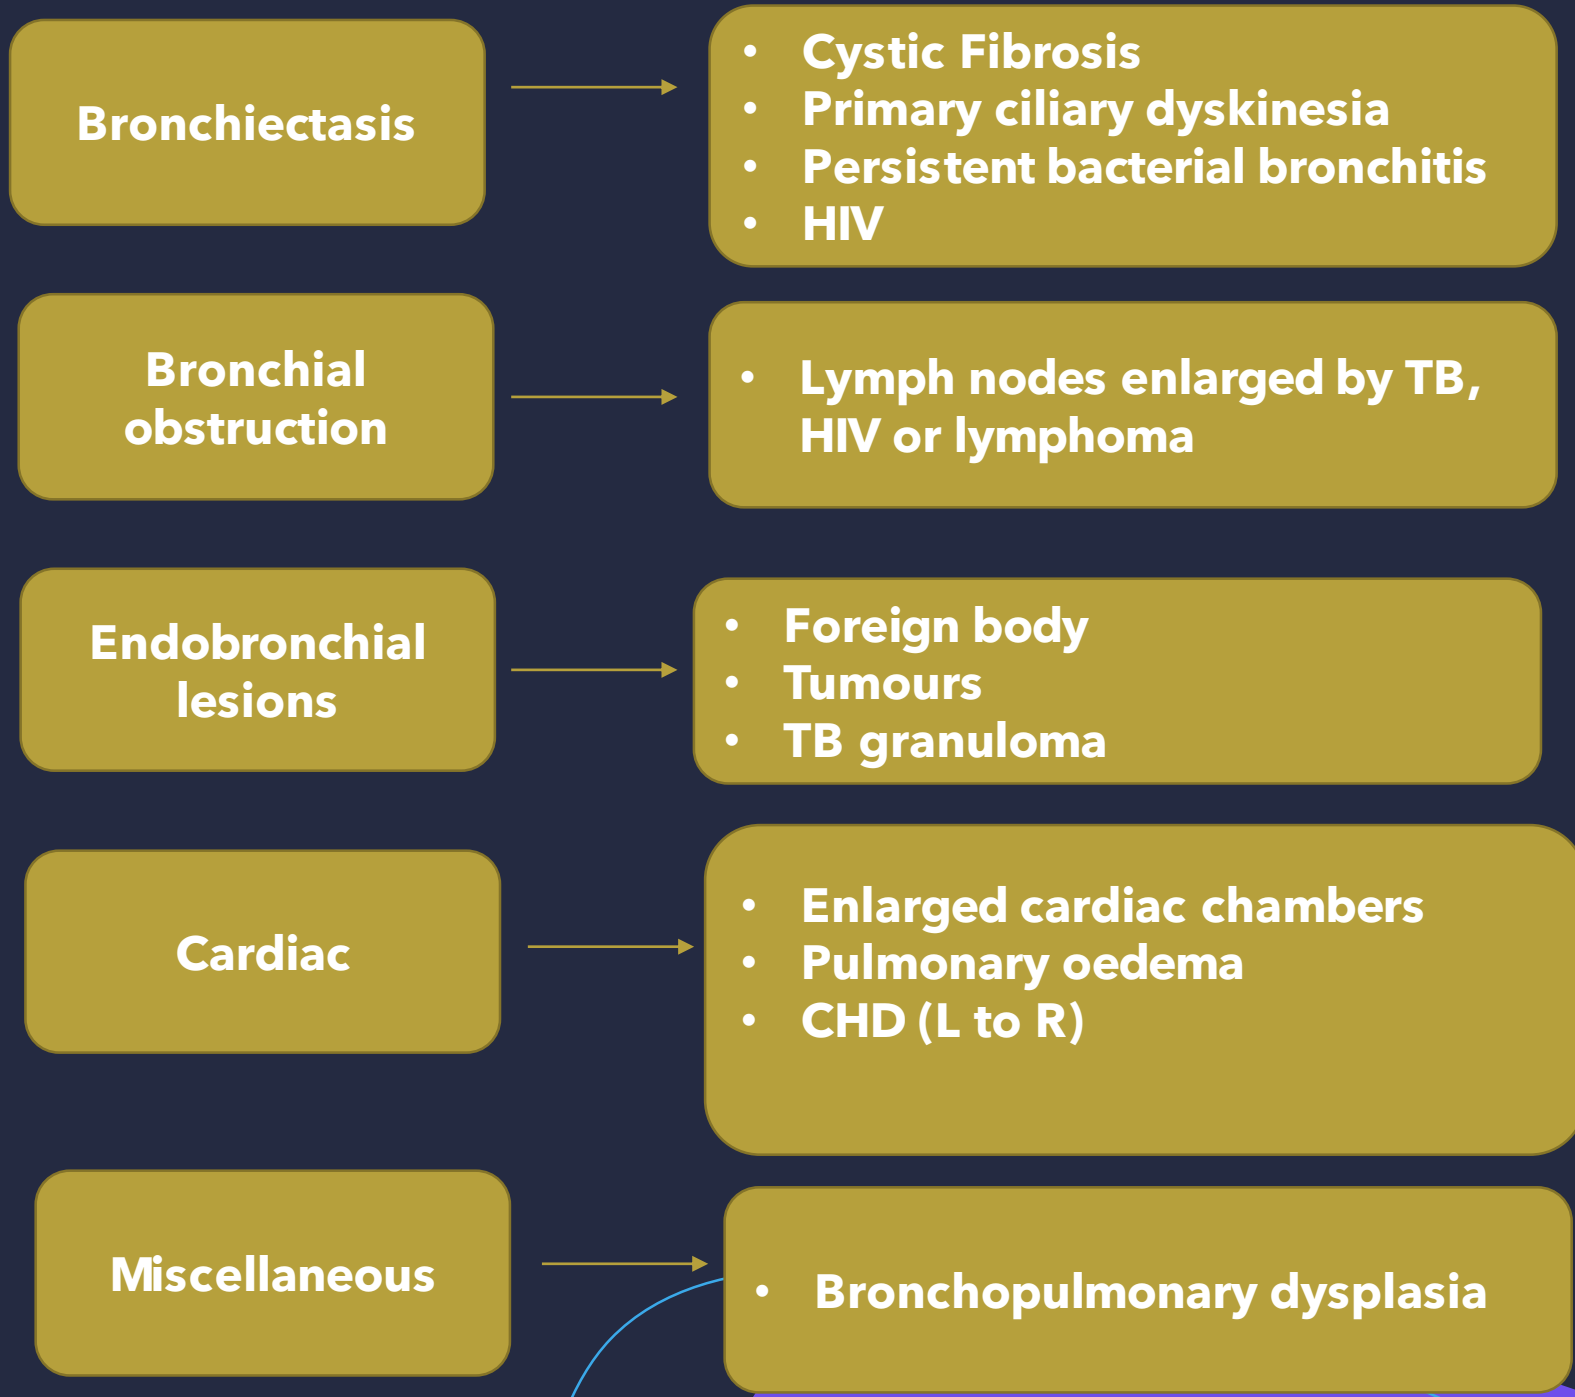 Bronchiectasis
• Cystic Fibrosis
• Primary ciliary dyskinesia
• Persistent bacterial bronchitis
• HIV
Bronchial
obstruction
• Lymph nodes enlarged by TB,
HIV or lymphoma
Endobronchial
lesions
• Foreign body
• Tumours
• TB granuloma
Cardiac
• Enlarged cardiac chambers
• Pulmonary oedema
• CHD (L to R)
Miscellaneous
• Bronchopulmonary dysplasia